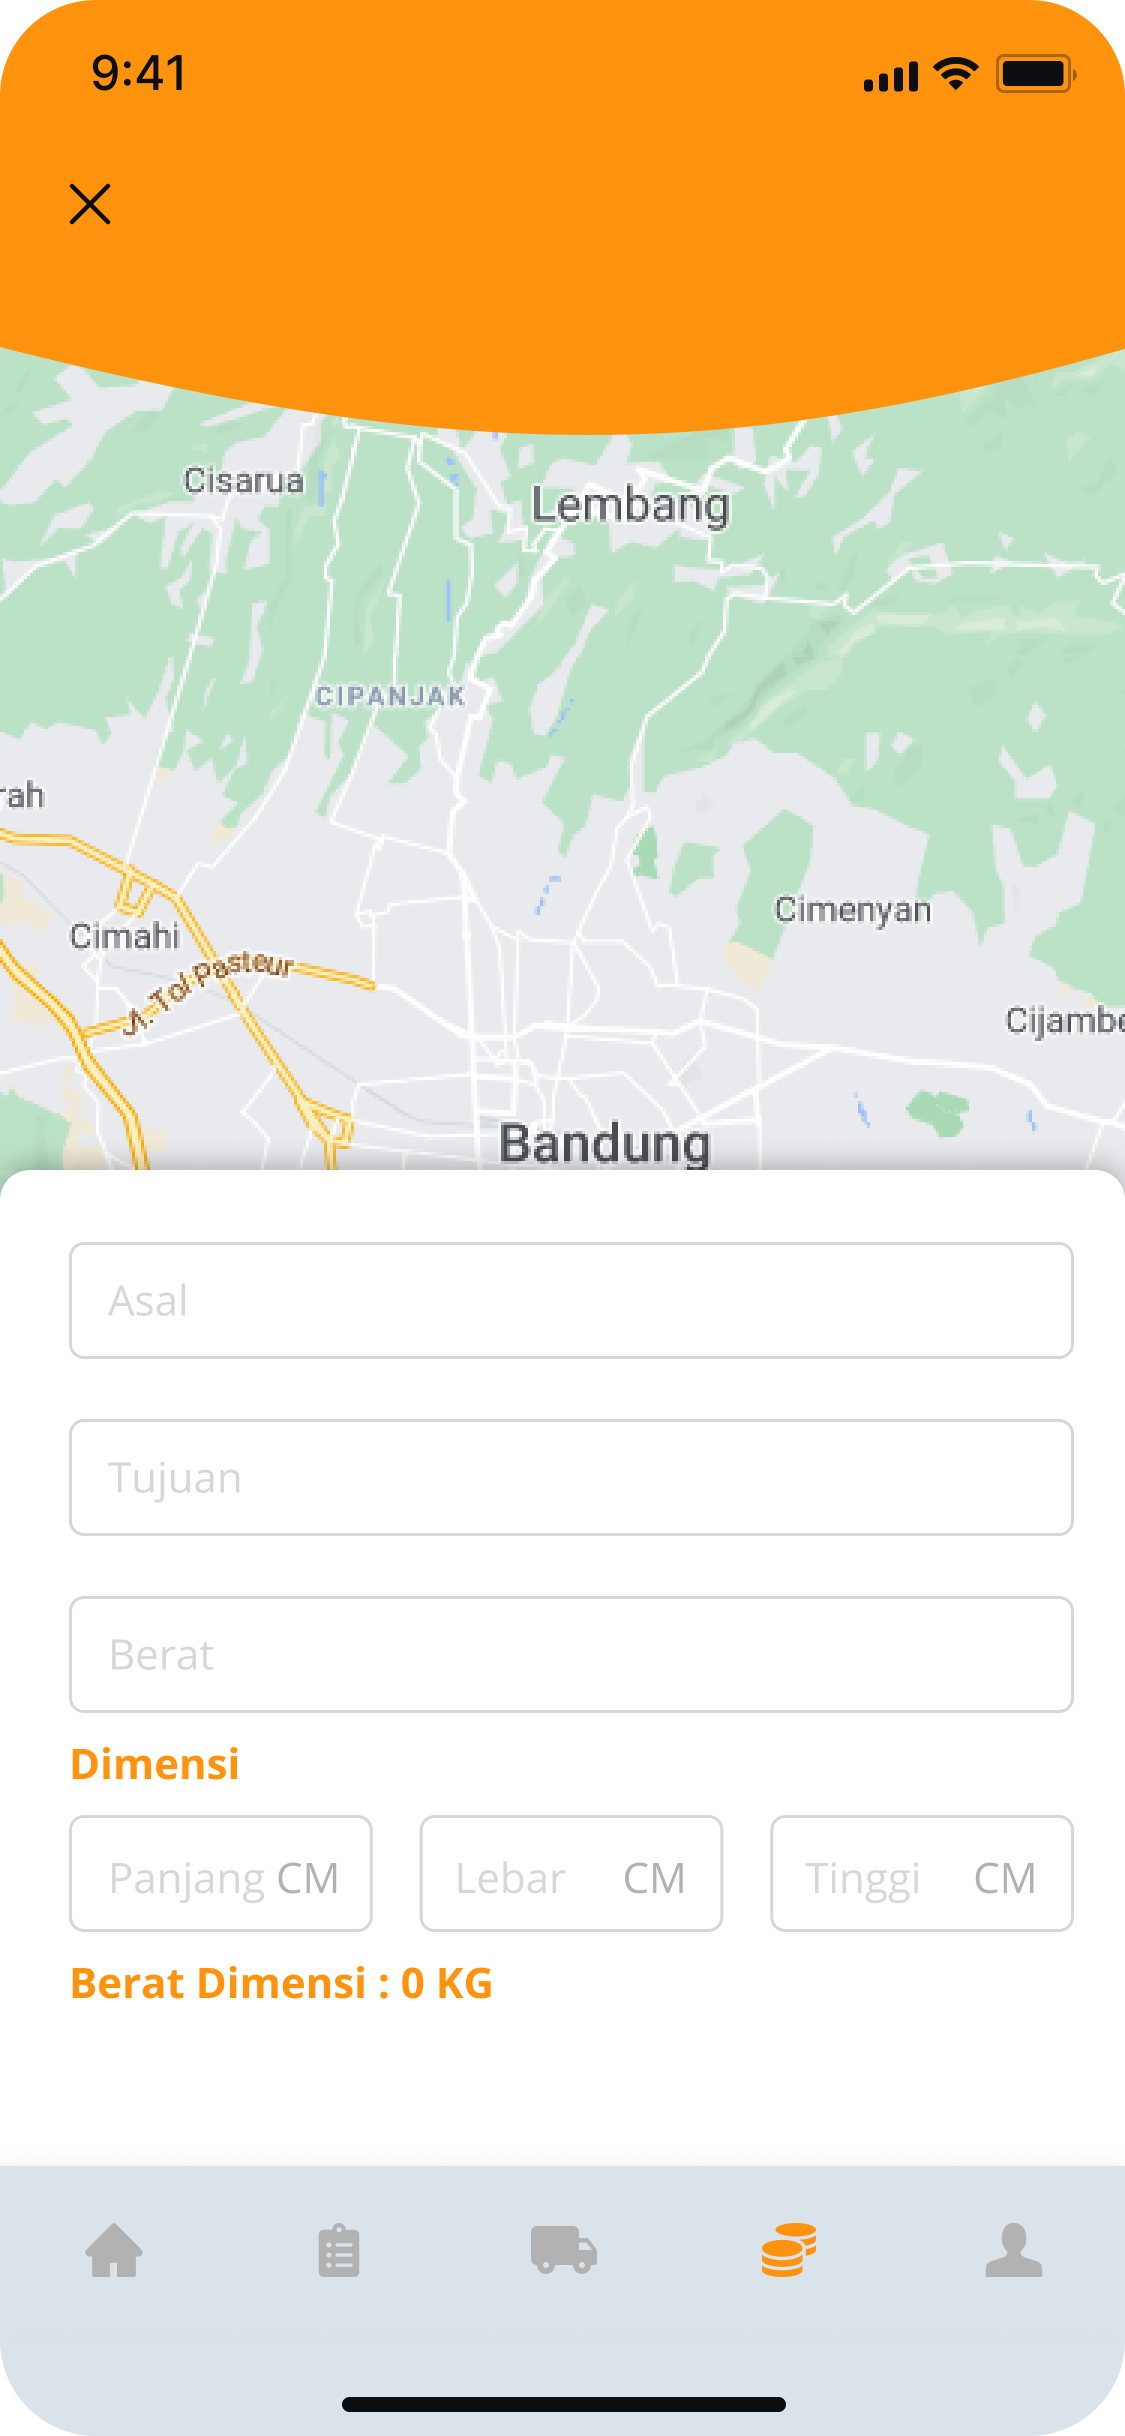 9:41
Cisarua
Lembang
CIPANJAK
rah
Cimahi
Jl. Tol Pasteur
Cimenyan
Cijambe
Bandung
Asal
Tujuan
Berat
Dimensi
Panjang CM Lebar CM Tinggi CM
Berat Dimensi : 0 KG